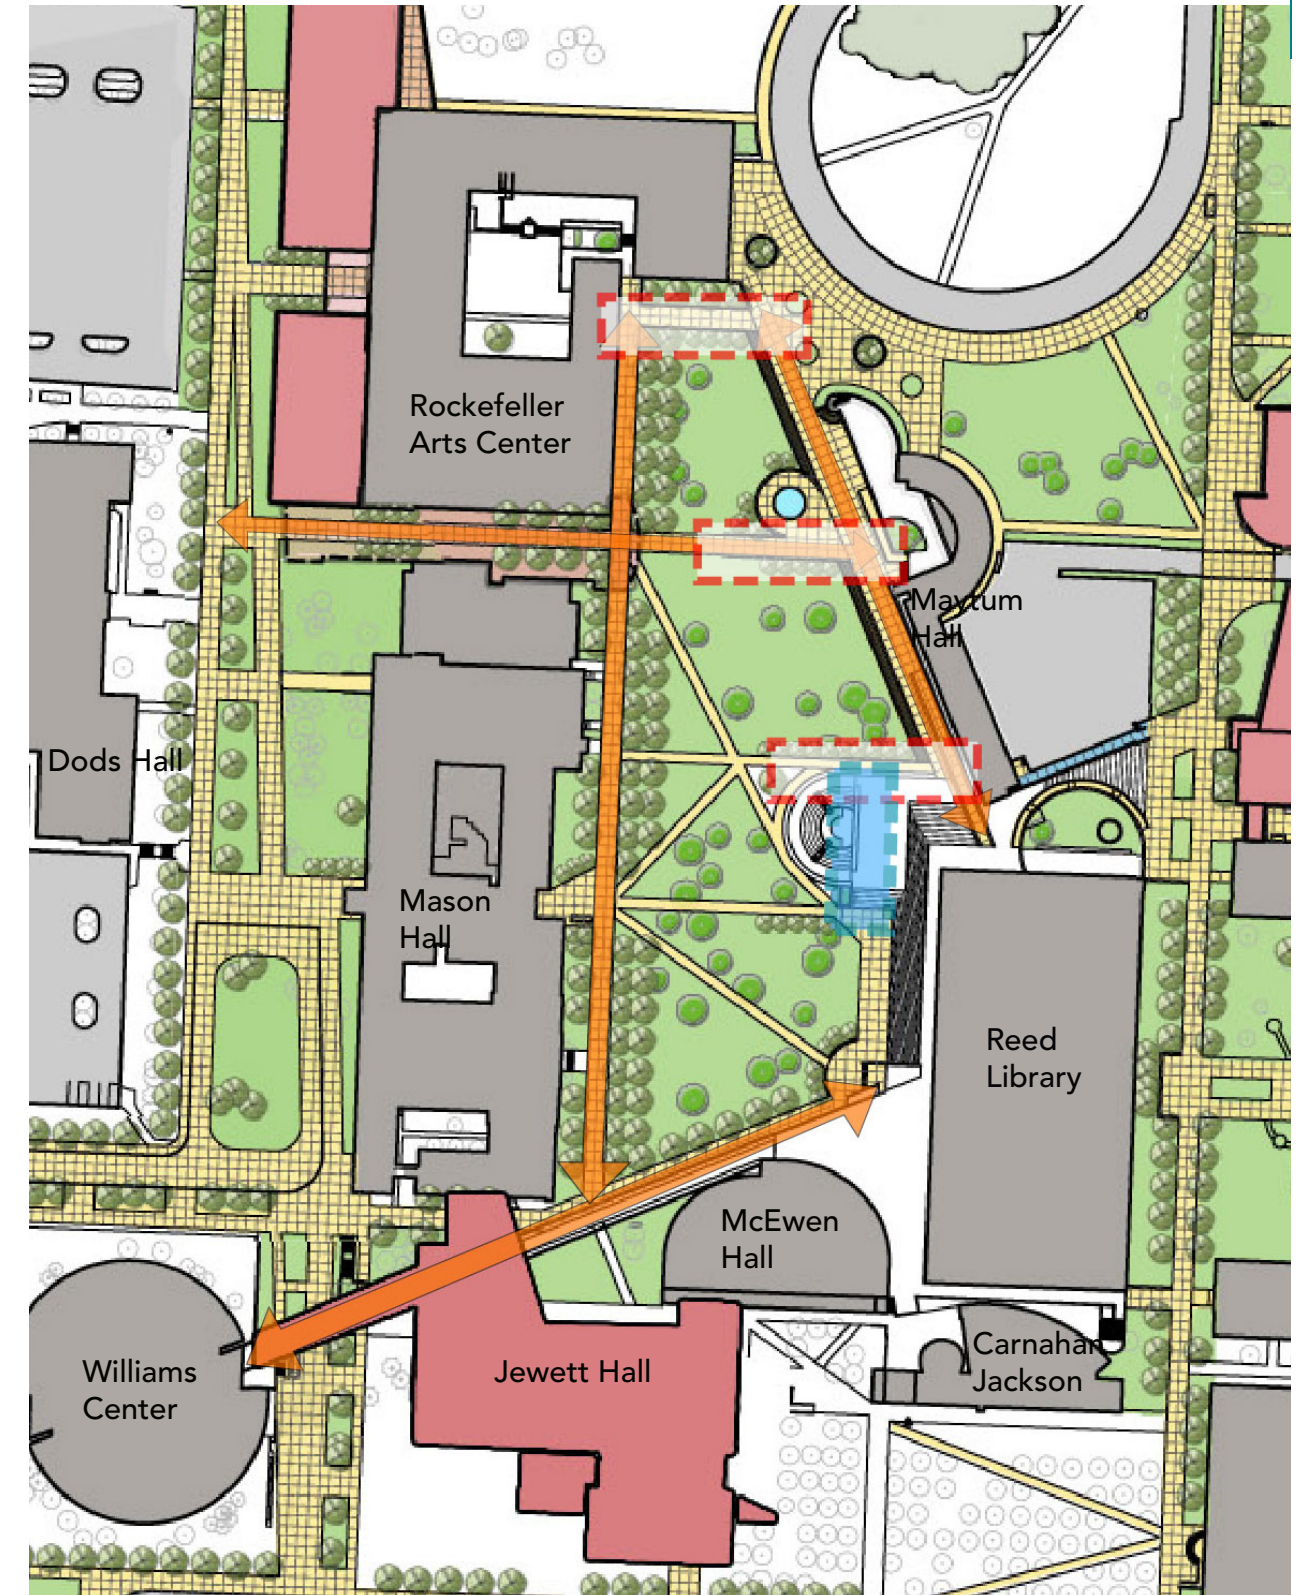 Rockefeller
Arts Center
Maytum
Hall
Dods Hall
Mason
Hall
Reed
Library
McEwen
Hall
Carnahan
Jackson
Williams
Center
Jewett Hall